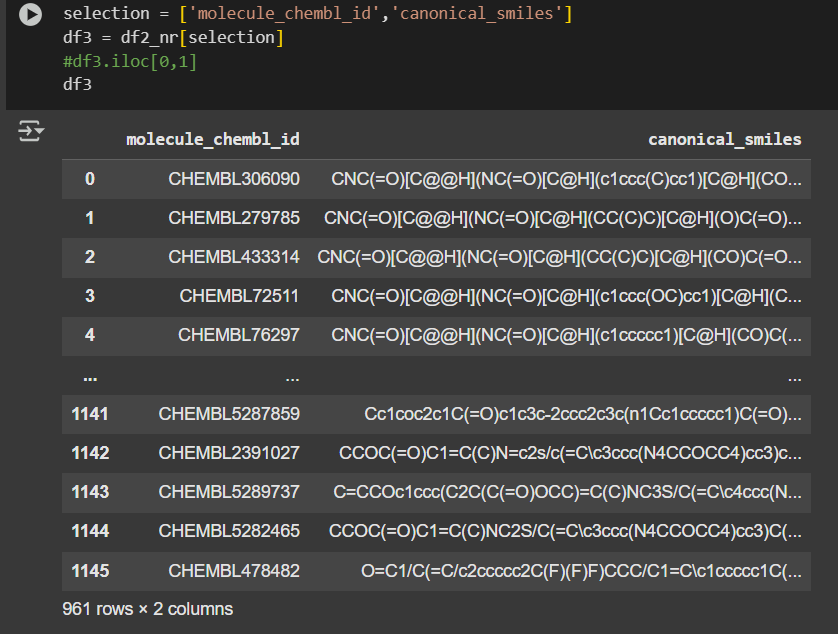 selection = ['molecule_chembl_id','canonical_smiles']
df3 = df2_nr[selection]
#df3.iloc[0,1]
df3
molecule_chembl_id canonical_smiles
0 CHEMBL306090 CNC(=O)[C@@H](NC(=O)[C@H](c1ccc(C)cc1)[C@H](CO...
1 CHEMBL279785 CNC(=O)[C@@H](NC(=O)[C@H](CC(C)C)[C@H](O)C(=O)...
2 CHEMBL433314 CNC(=O)[C@@H](NC(=O)[C@H](CC(C)C)[C@H](CO)C(=O...
3 CHEMBL72511 CNC(=O)[C@@H](NC(=O)[C@H](c1ccc(OC)cc1)[C@H](C...
4 CHEMBL76297 CNC(=O)[C@@H](NC(=O)[C@H](c1ccccc1)[C@H](CO)C(...
... ... ...
1141 CHEMBL5287859 Cc1coc2c1C(=O)c1c3c-2ccc2c3c(n1Cc1ccccc1)C(=O)...
1142 CHEMBL2391027 CCOC(=O)C1=C(C)N=c2s/c(=C\c3ccc(N4CCOCC4)cc3)c...
1143 CHEMBL5289737 C=CCOc1ccc(C2C(C(=O)OCC)=C(C)NC3S/C(=C\c4ccc(N...
1144 CHEMBL5282465 CCOC(=O)C1=C(C)NC2S/C(=C\c3ccc(N4CCOCC4)cc3)C(...
1145 CHEMBL478482 O=C1/C(=C/c2ccccc2C(F)(F)F)CCC/C1=C\c1ccccc1C(...
961 rows × 2 columns